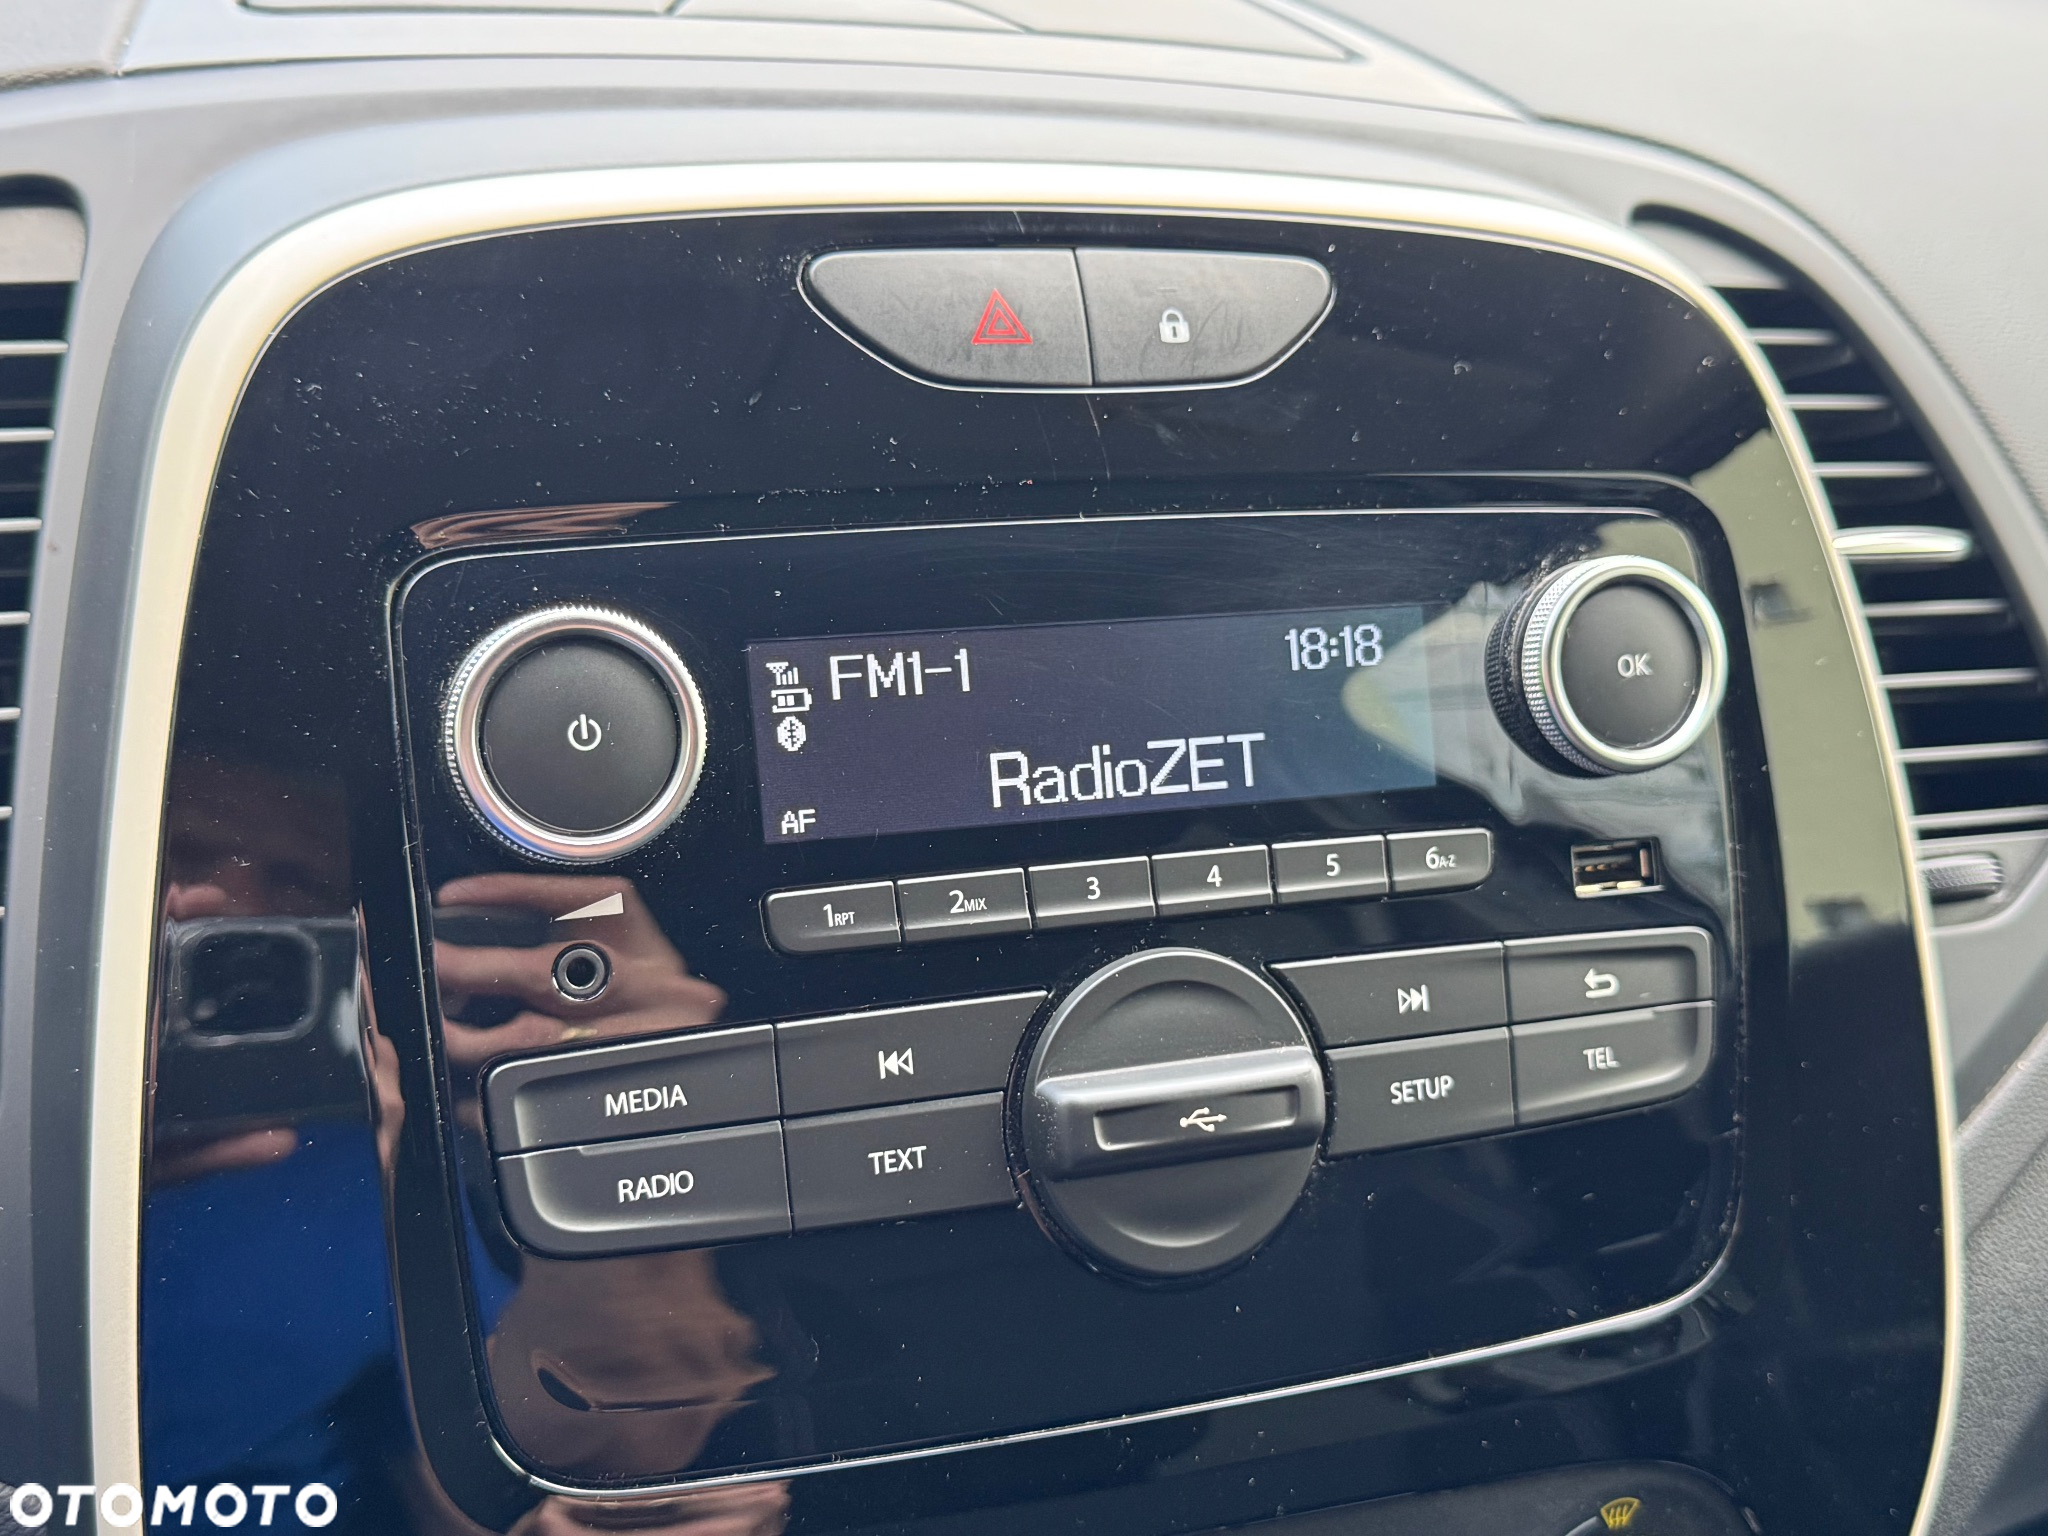 FM1-1
18:18
RadioZET
AF
OK
1RPT
2MIX
3
4
5
6A-Z
MEDIA
RADIO
TEXT
SETUP
TEL
OTOMOTO